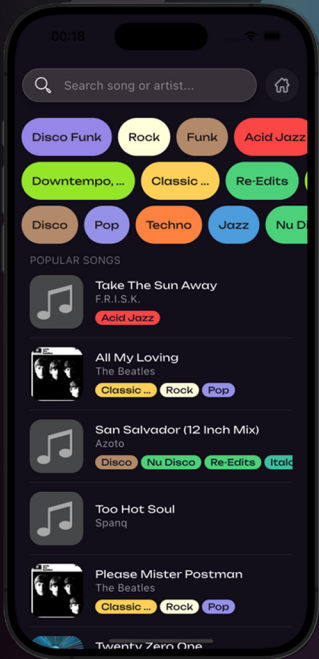 00:18
Search song or artist...
Disco Funk Rock Funk Acid Jazz
Downtempo, ... Classic ... Re-Edits
Disco Pop Techno Jazz Nu Di
POPULAR SONGS
Take The Sun Away
F.R.I.S.K.
Acid Jazz
All My Loving
The Beatles
Classic ... Rock Pop
San Salvador (12 Inch Mix)
Azoto
Disco Nu Disco Re-Edits Italo
Too Hot Soul
Spanq
Please Mister Postman
The Beatles
Classic ... Rock Pop
Twenty Zero One